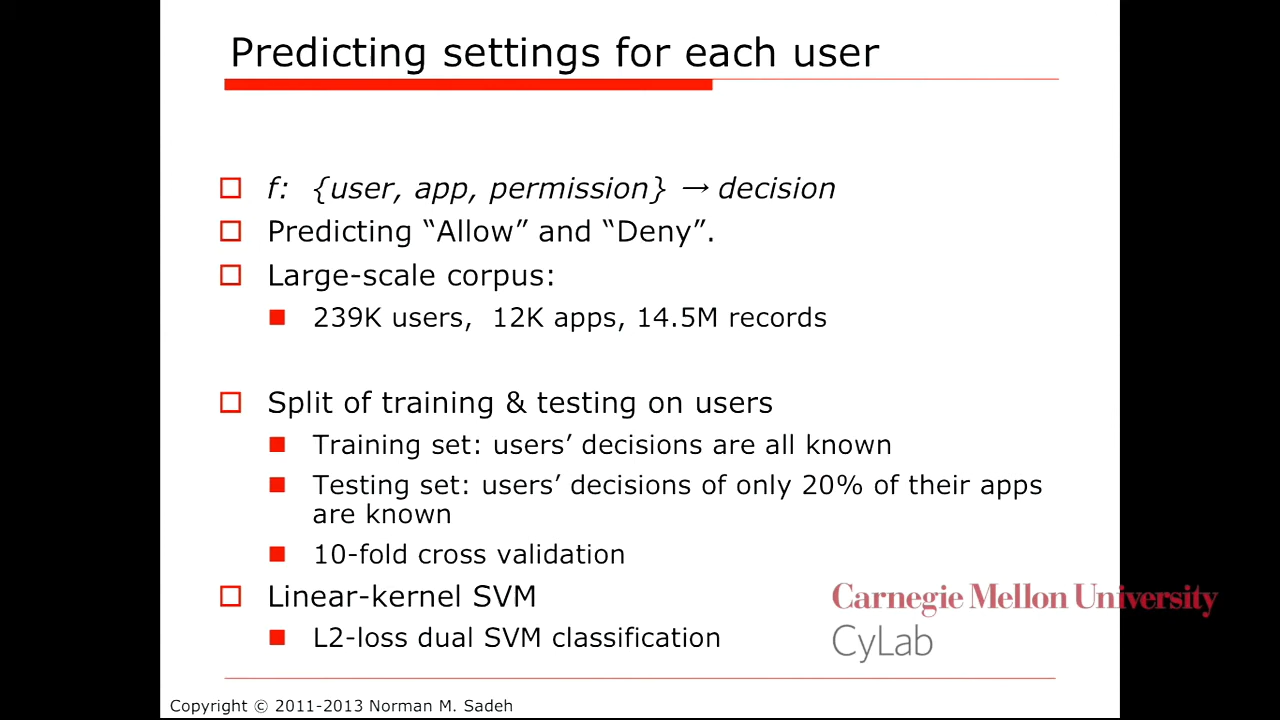 Predicting settings for each user
f: {user, app, permission} → decision
Predicting “Allow” and “Deny”.
Large-scale corpus:
239K users, 12K apps, 14.5M records
Split of training & testing on users
Training set: users’ decisions are all known
Testing set: users’ decisions of only 20% of their apps
are known
10-fold cross validation
Linear-kernel SVM
L2-loss dual SVM classification
Carnegie Mellon University
CyLab
Copyright © 2011-2013 Norman M. Sadeh